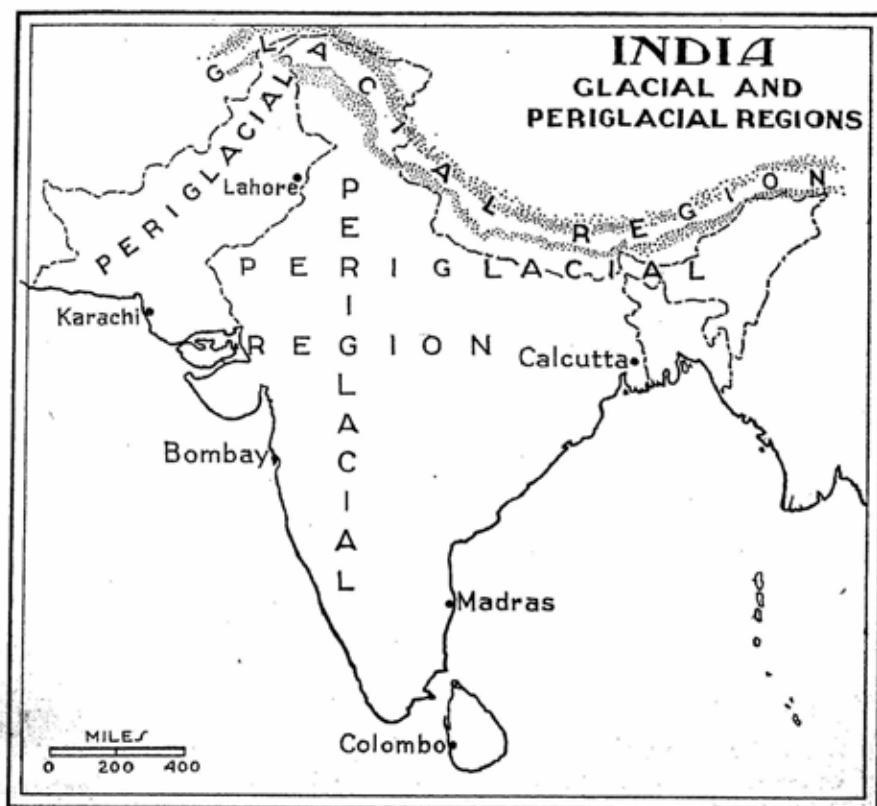 INDIA
GLACIAL AND
PERIGLACIAL REGIONS
GLACIAL REGION
PERIGLACIAL
Lahore
PERIGLACIAL
PERIGLACIAL
REGION
Karachi
Calcutta
Bombay
Madras
Colombo
MILES
0 200 400